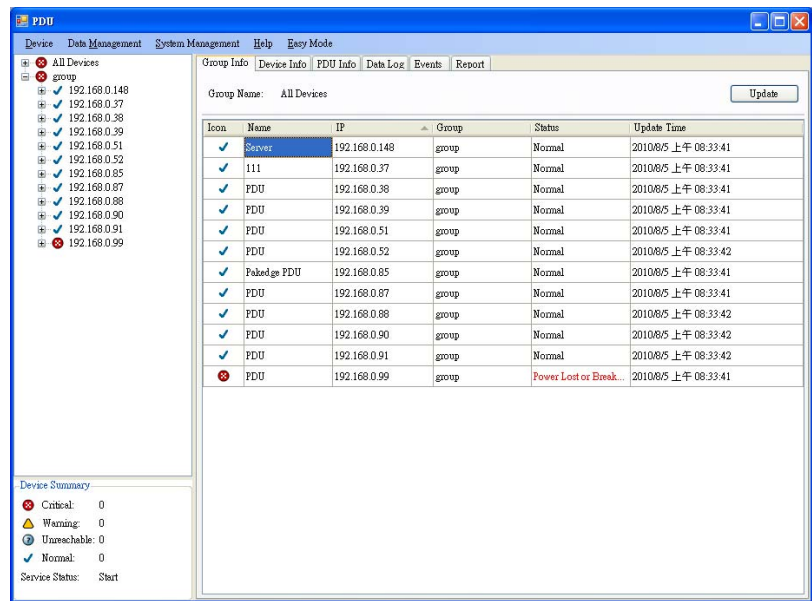 PDU
Device Data Management System Management Help Easy Mode
All Devices
group
192.168.0.148
192.168.0.37
192.168.0.38
192.168.0.39
192.168.0.51
192.168.0.52
192.168.0.85
192.168.0.87
192.168.0.88
192.168.0.90
192.168.0.91
192.168.0.99
Group Info Device Info PDU Info Data Log Events Report
Group Name: All Devices Update
Icon Name IP Group Status Update Time
Server 192.168.0.148 group Normal 2010/8/5 上午 08:33:41
111 192.168.0.37 group Normal 2010/8/5 上午 08:33:41
PDU 192.168.0.38 group Normal 2010/8/5 上午 08:33:41
PDU 192.168.0.39 group Normal 2010/8/5 上午 08:33:41
PDU 192.168.0.51 group Normal 2010/8/5 上午 08:33:41
PDU 192.168.0.52 group Normal 2010/8/5 上午 08:33:42
Pakedge PDU 192.168.0.85 group Normal 2010/8/5 上午 08:33:41
PDU 192.168.0.87 group Normal 2010/8/5 上午 08:33:41
PDU 192.168.0.88 group Normal 2010/8/5 上午 08:33:42
PDU 192.168.0.90 group Normal 2010/8/5 上午 08:33:42
PDU 192.168.0.91 group Normal 2010/8/5 上午 08:33:42
PDU 192.168.0.99 group Power Lost or Break... 2010/8/5 上午 08:33:41
Device Summary
Critical: 0
Warning: 0
Unreachable: 0
Normal: 0
Service Status: Start